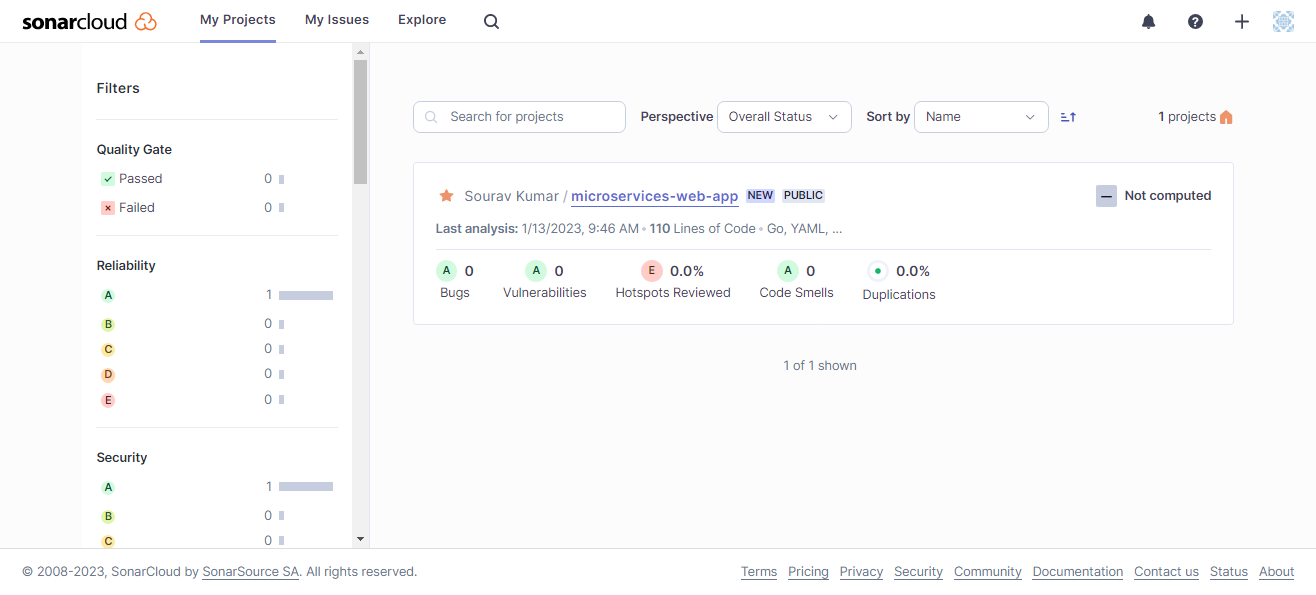 sonarcloud My Projects My Issues Explore
Filters
Quality Gate
Passed 0
Failed 0
Reliability
A 1
B 0
C 0
D 0
E 0
Security
A 1
B 0
C 0
Search for projects Perspective Overall Status Sort by Name 1 projects
Sourav Kumar / microservices-web-app NEW PUBLIC Not computed
Last analysis: 1/13/2023, 9:46 AM • 110 Lines of Code • Go, YAML, ...
A 0 A 0 E 0.0% A 0 0.0%
Bugs Vulnerabilities Hotspots Reviewed Code Smells Duplications
1 of 1 shown
© 2008-2023, SonarCloud by SonarSource SA. All rights reserved. Terms Pricing Privacy Security Community Documentation Contact us Status About